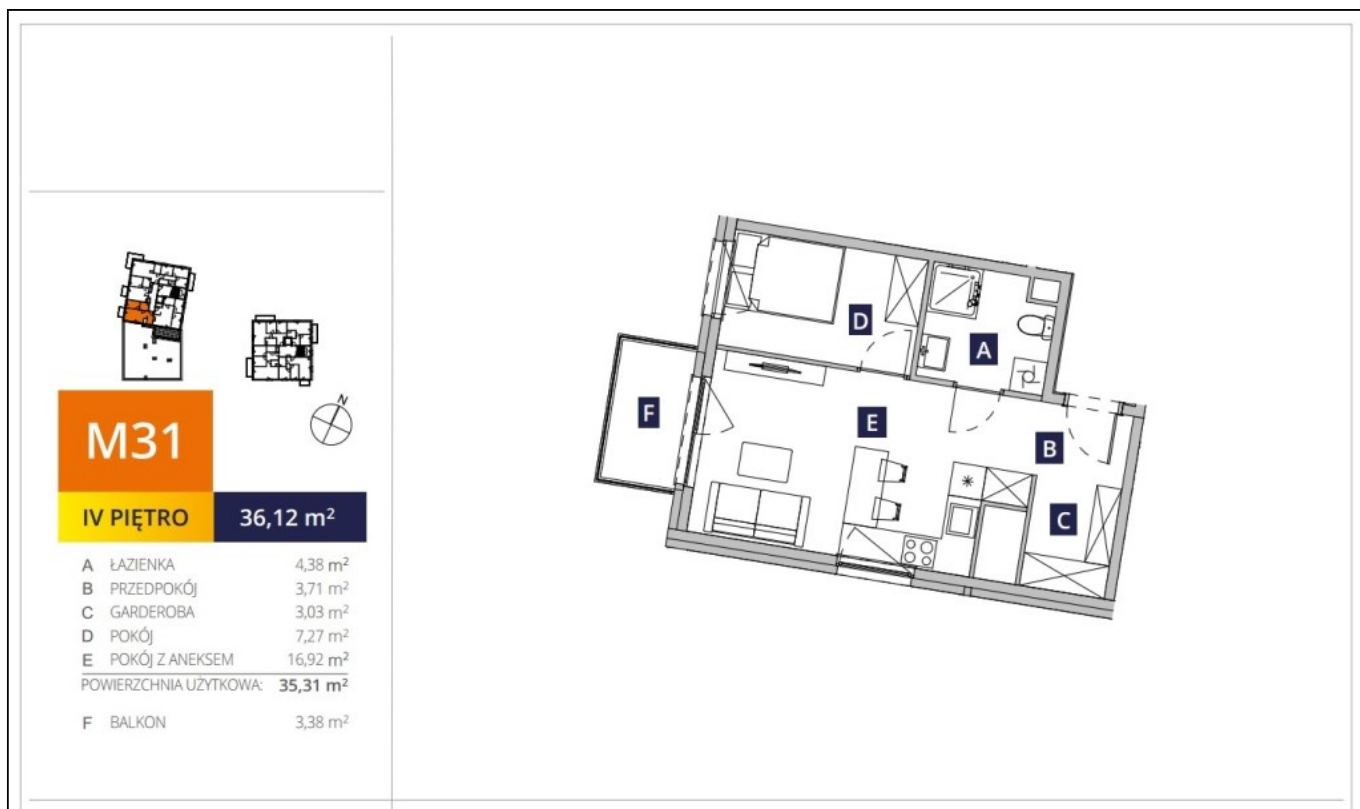 N
M31
IV PIĘTRO 36,12 m²
A ŁAZIENKA 4,38 m²
B PRZEDPOKÓJ 3,71 m²
C GARDEROBA 3,03 m²
D POKÓJ 7,27 m²
E POKÓJ Z ANEKSEM 16,92 m²
POWIERZCHNIA UŻYTKOWA: 35,31 m²
F BALKON 3,38 m²
D
A
F
E
B
C